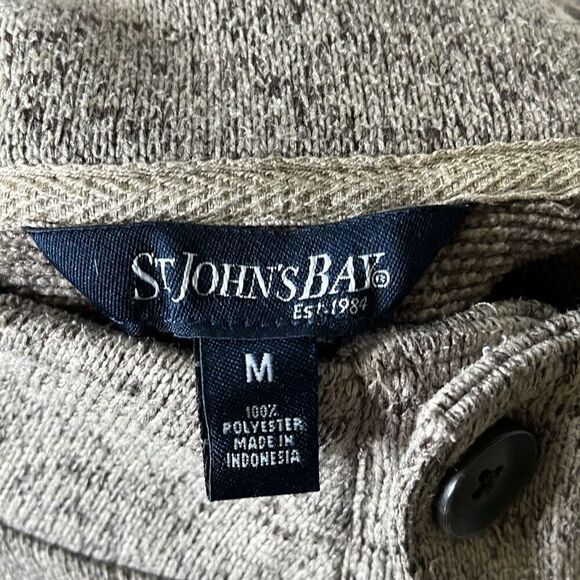 ST. JOHN'S BAY®
EST. 1984
M
100%
POLYESTER
MADE IN
INDONESIA